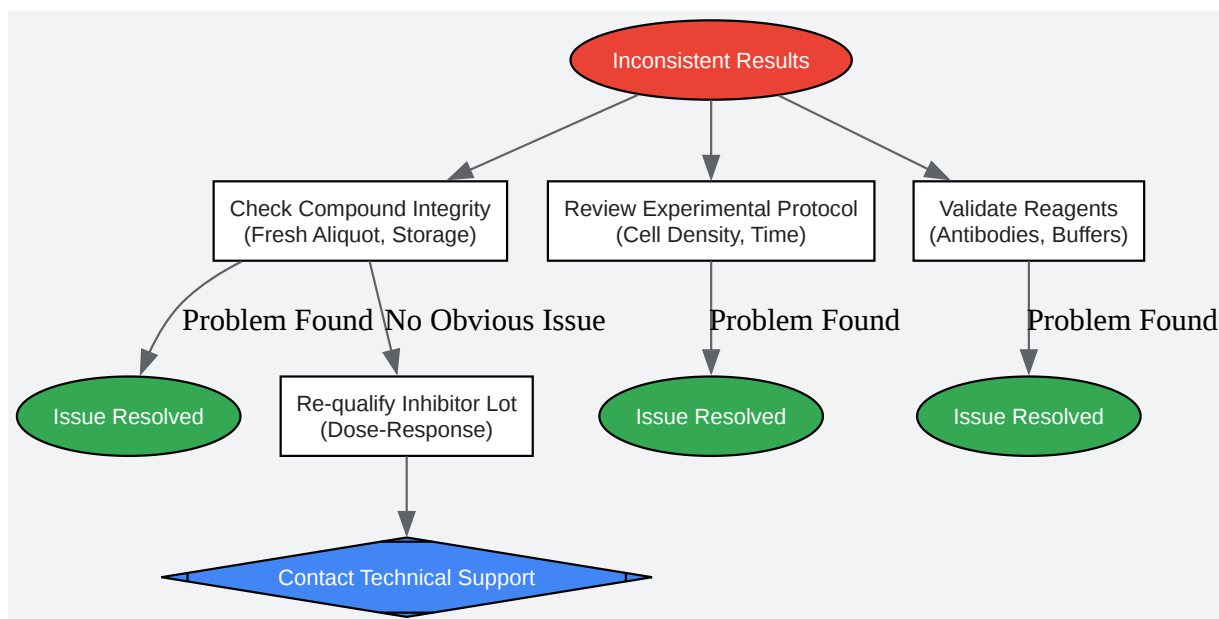 Inconsistent Results
Check Compound Integrity
(Fresh Aliquot, Storage)
Review Experimental Protocol
(Cell Density, Time)
Validate Reagents
(Antibodies, Buffers)
Problem Found
No Obvious Issue
Problem Found
Problem Found
Issue Resolved
Re-qualify Inhibitor Lot
(Dose-Response)
Issue Resolved
Issue Resolved
Contact Technical Support